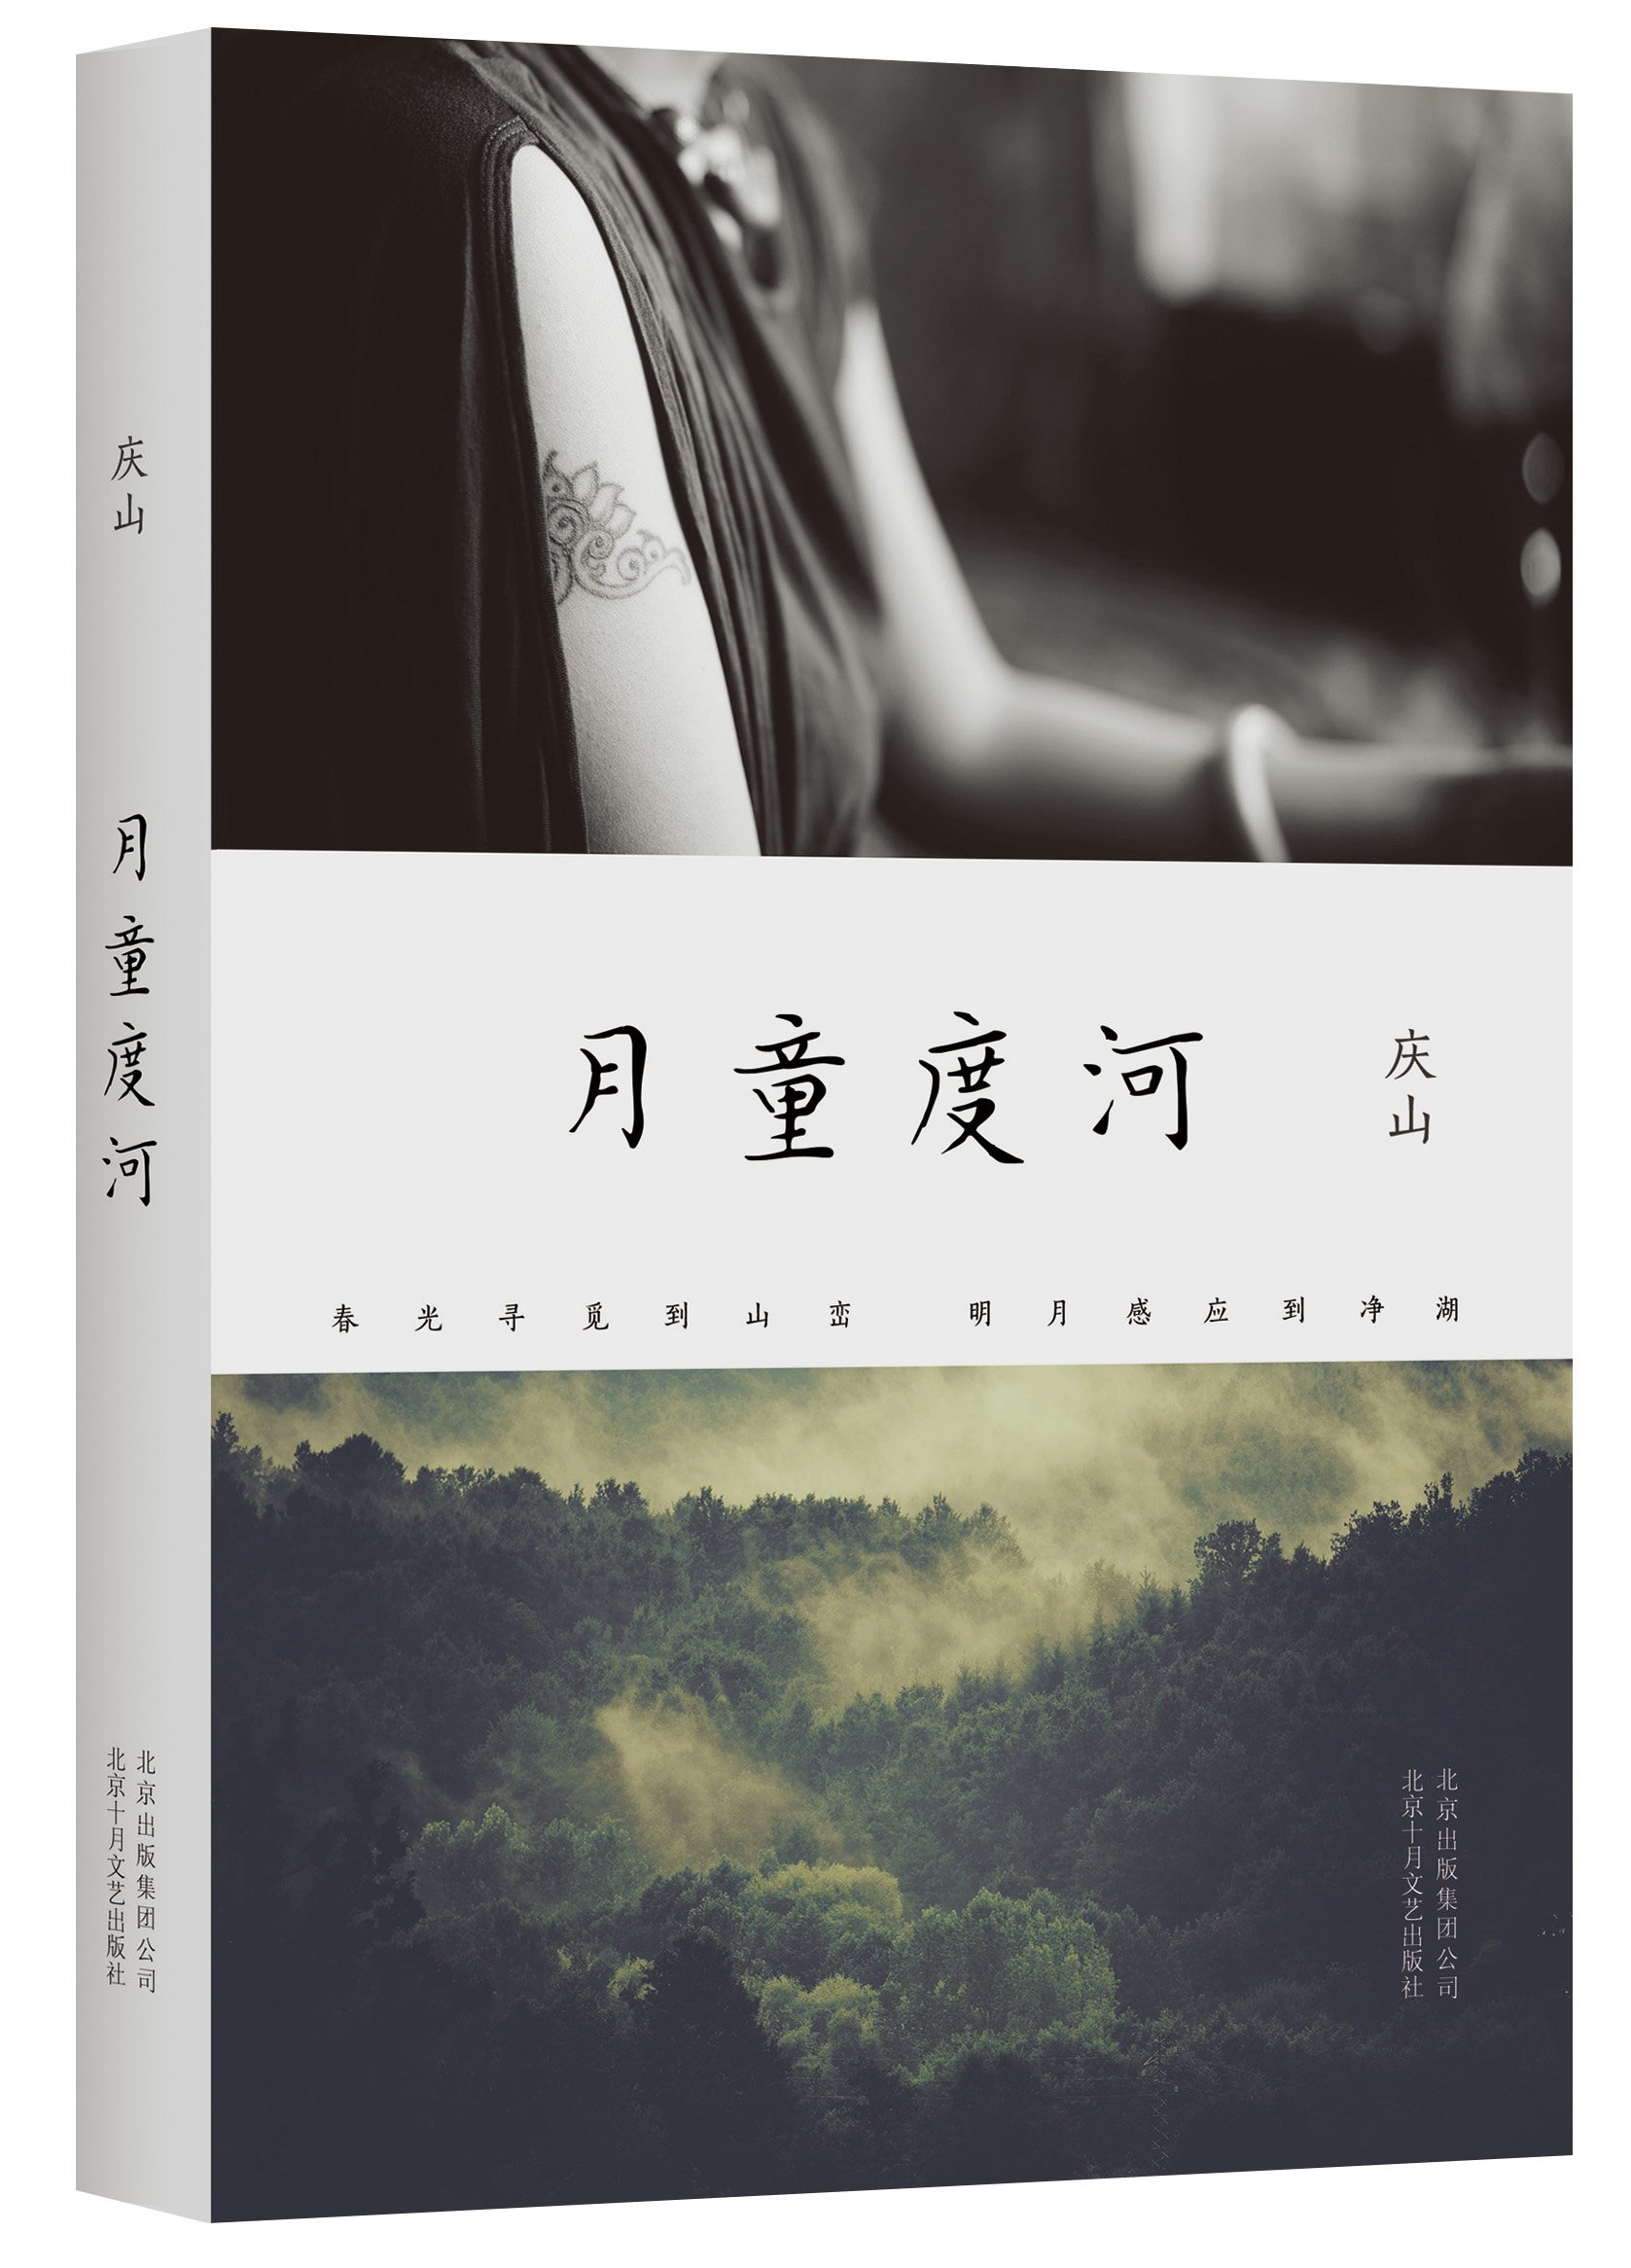 庆山
月童度河
北京出版集团公司
北京十月文艺出版社
月童度河
庆山
春光寻觅到山峦 明月感应到净湖
北京出版集团公司
北京十月文艺出版社